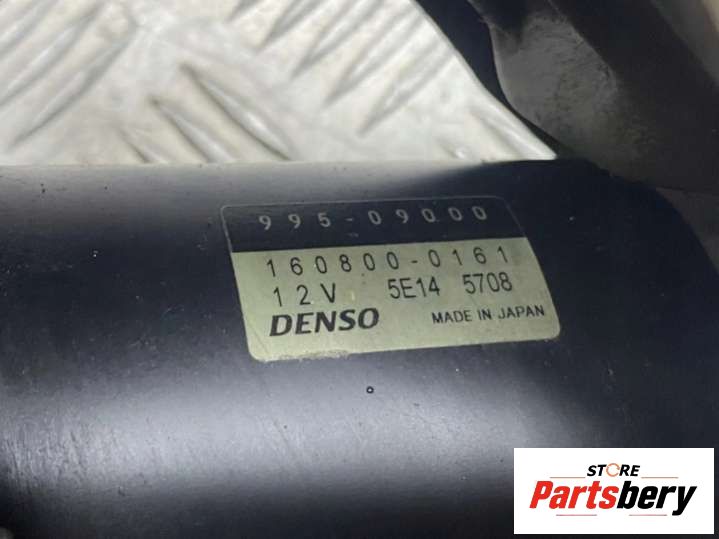 995-09000
160800-0161
12V 5E14 5708
DENSO MADE IN JAPAN
STORE
Partsbery